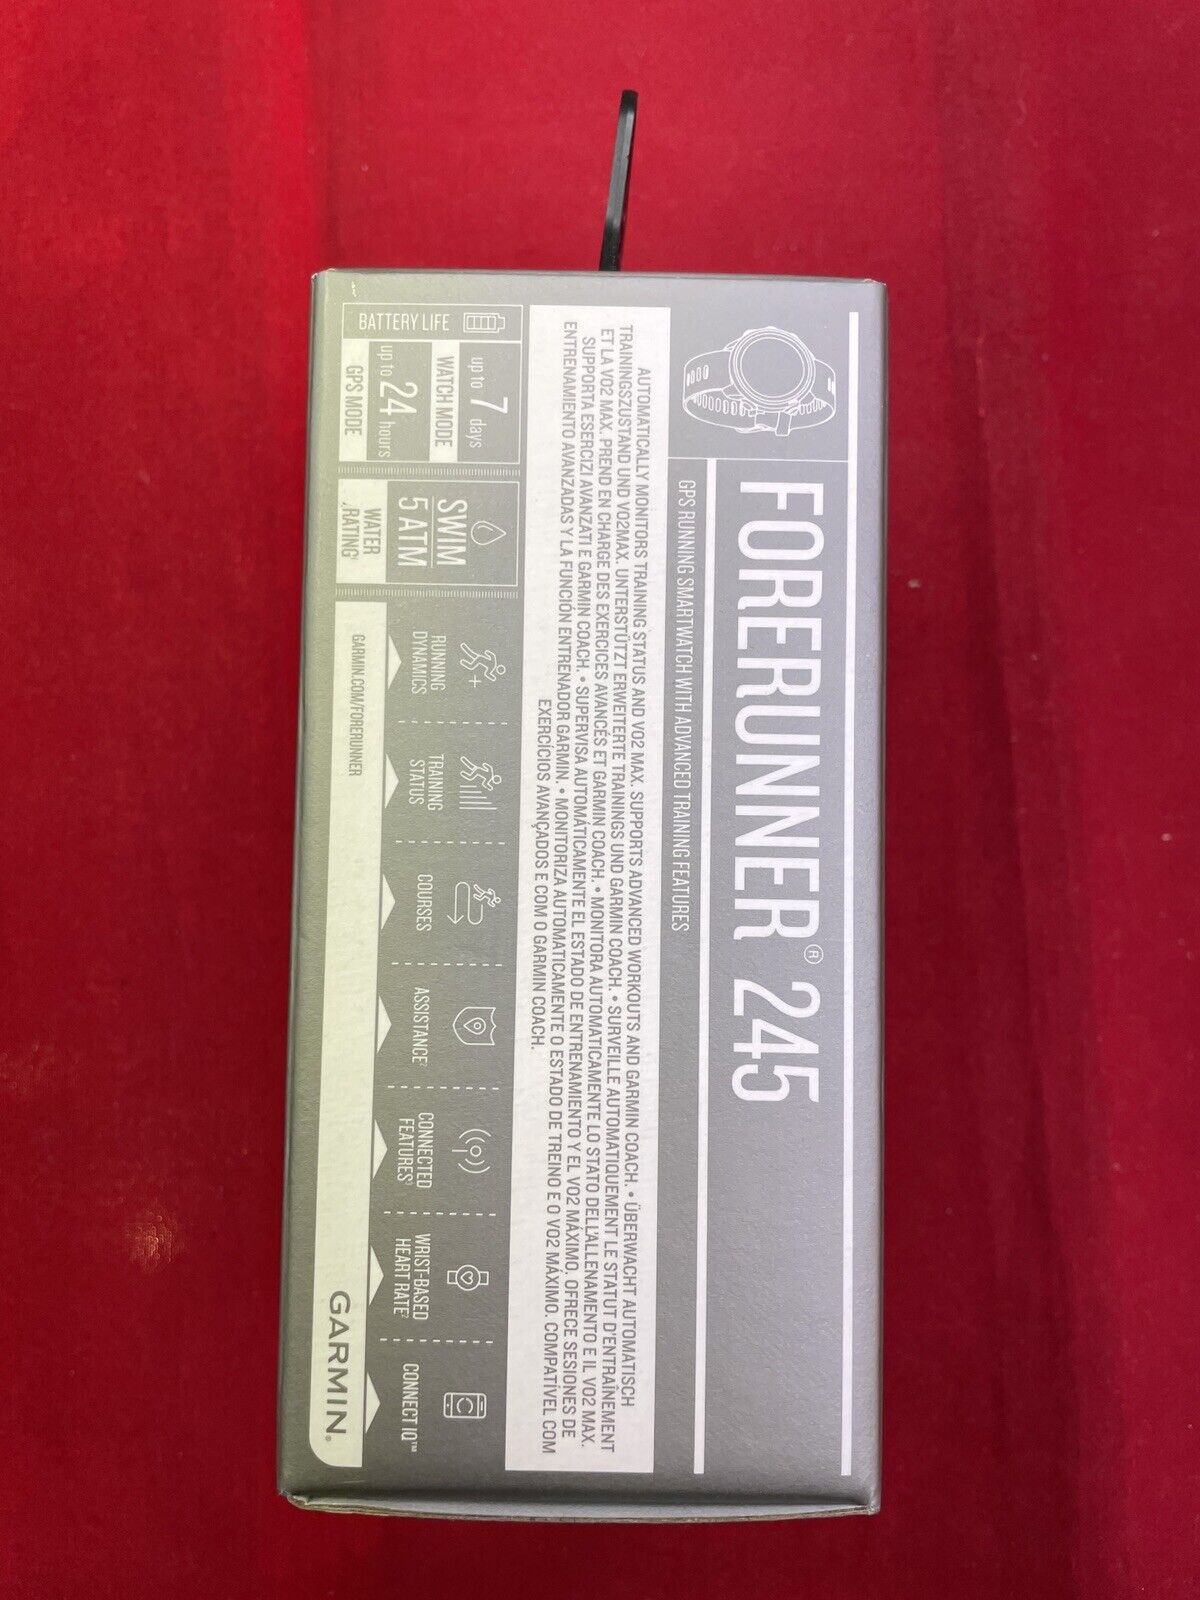 FORERUNNER® 245
GPS RUNNING SMARTWATCH WITH ADVANCED TRAINING FEATURES
AUTOMATICALLY MONITORS TRAINING STATUS AND VO2 MAX. SUPPORTS ADVANCED WORKOUTS AND GARMIN COACH. • ÜBERWACHT AUTOMATISCH
TRAININGSZUSTAND UND VO2MAX. UNTERSTÜTZT ERWEITERTE TRAININGS UND GARMIN COACH. • SURVEILLE AUTOMATIQUEMENT LE STATUT D'ENTRAÎNEMENT
ET LA VO2 MAX. PREND EN CHARGE DES EXERCICES AVANCÉS ET GARMIN COACH. • MONITORA AUTOMATICAMENTE LO STATO DELL'ALLENAMENTO E IL VO2 MAX.
SUPPORTA ESERCIZI AVANZATI E GARMIN COACH. • SUPERVISA AUTOMÁTICAMENTE EL ESTADO DE ENTRENAMIENTO Y EL VO2 MÁXIMO. OFRECE SESIONES DE
ENTRENAMIENTO AVANZADAS Y LA FUNCIÓN ENTRENADOR GARMIN. • MONITORIZA AUTOMATICAMENTE O ESTADO DE TREINO E O VO2 MÁXIMO. COMPATÍVEL COM
EXERCÍCIOS AVANÇADOS E COM O GARMIN COACH.
BATTERY LIFE
up to 7 days
WATCH MODE
up to 24 hours
GPS MODE
SWIM
5 ATM
WATER
RATING¹
RUNNING
DYNAMICS
TRAINING
STATUS
COURSES
ASSISTANCE²
CONNECTED
FEATURES³
WRIST-BASED
HEART RATE²
CONNECT IQ™
GARMIN.COM/FORERUNNER
GARMIN®